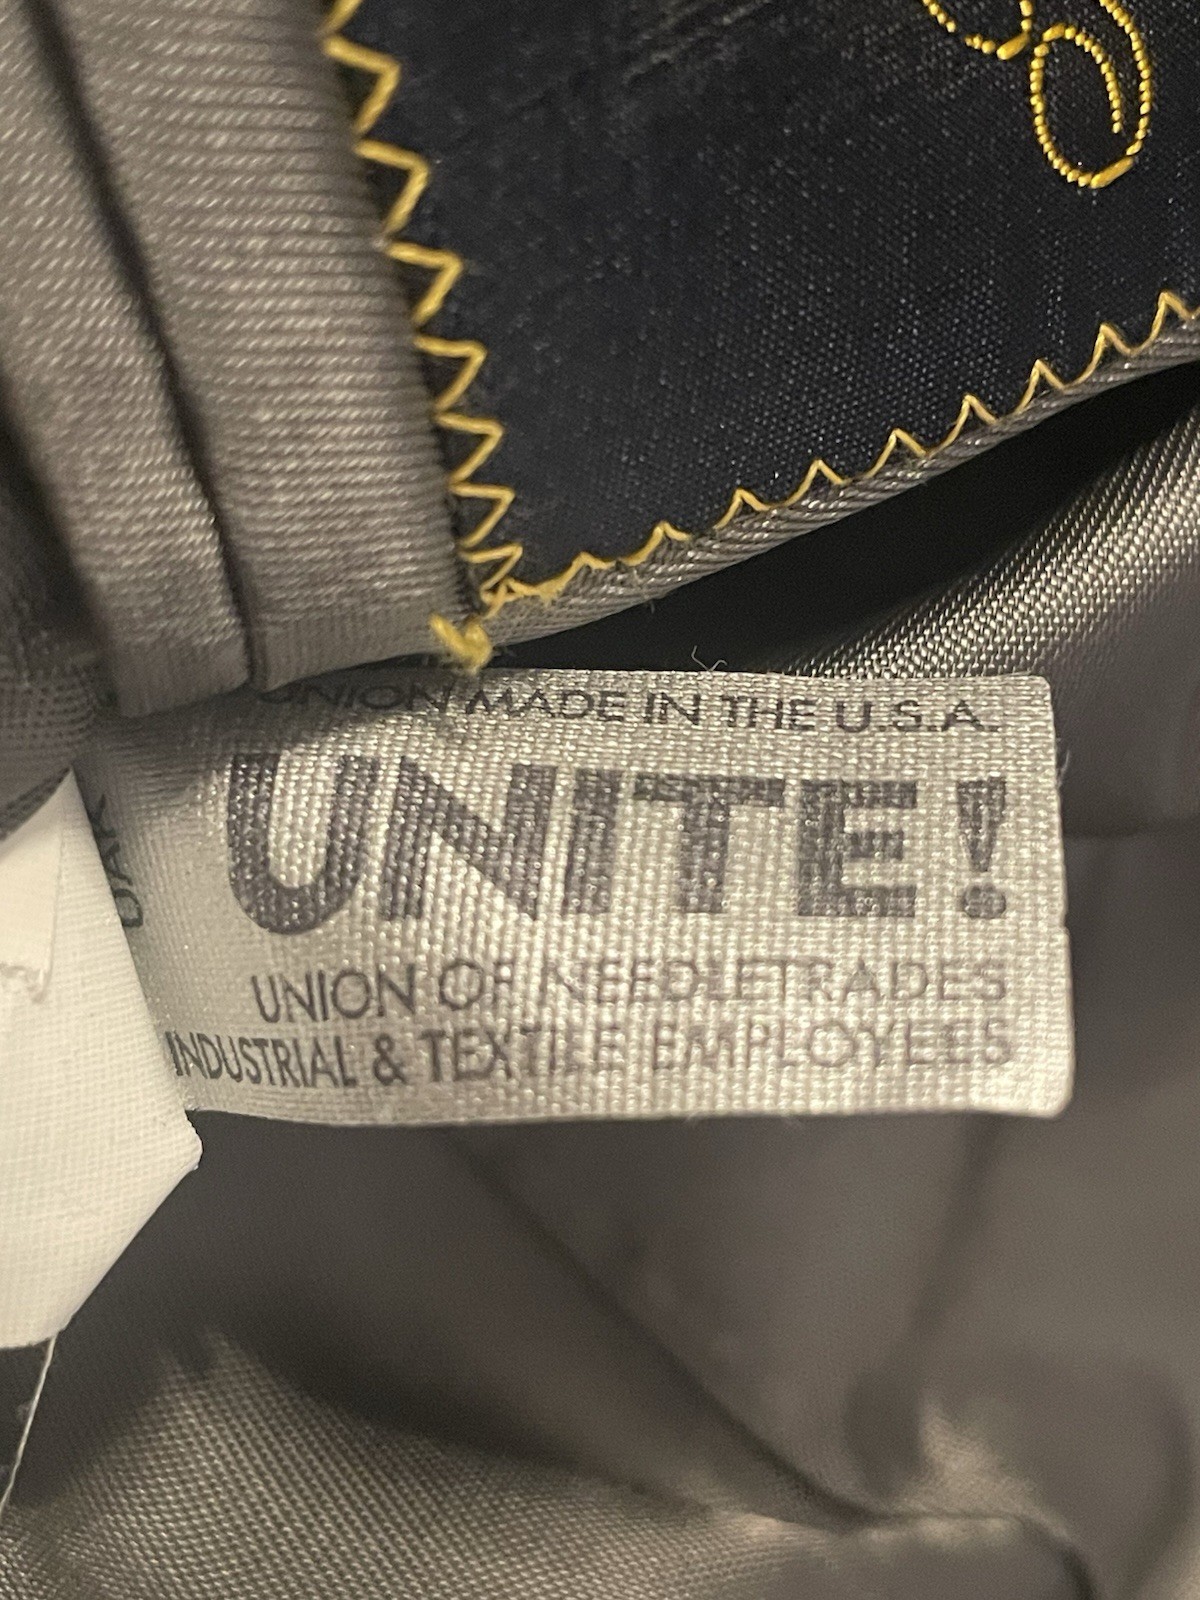 UNION MADE IN THE U.S.A.
UNITE!
UNION OF NEEDLETRADES
INDUSTRIAL & TEXTILE EMPLOYEES